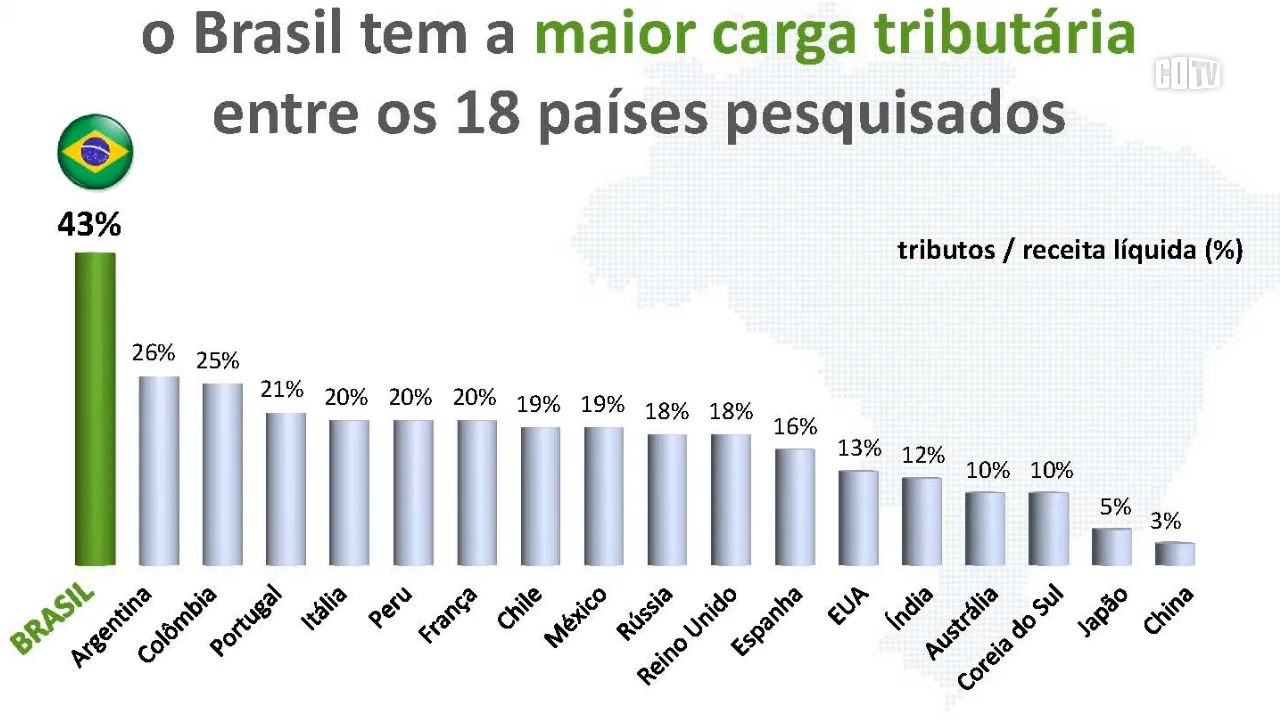 o Brasil tem a maior carga tributária
entre os 18 países pesquisados
CDTV
43%
tributos / receita líquida (%)
26%
25%
21%
20%
20%
20%
19%
19%
18%
18%
16%
13%
12%
10%
10%
5%
3%
BRASIL
Argentina
Colômbia
Portugal
Itália
Peru
França
Chile
México
Rússia
Reino Unido
Espanha
EUA
Índia
Austrália
Coreia do Sul
Japão
China